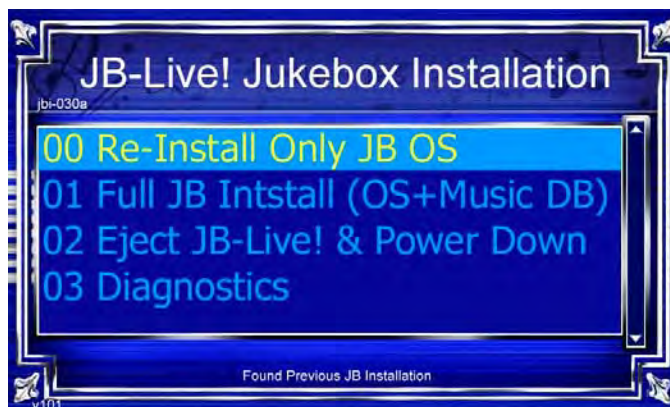 JB-Live! Jukebox Installation
jbi-030a
00 Re-Install Only JB OS
01 Full JB Intstall (OS+Music DB)
02 Eject JB-Live! & Power Down
03 Diagnostics
Found Previous JB Installation
v101